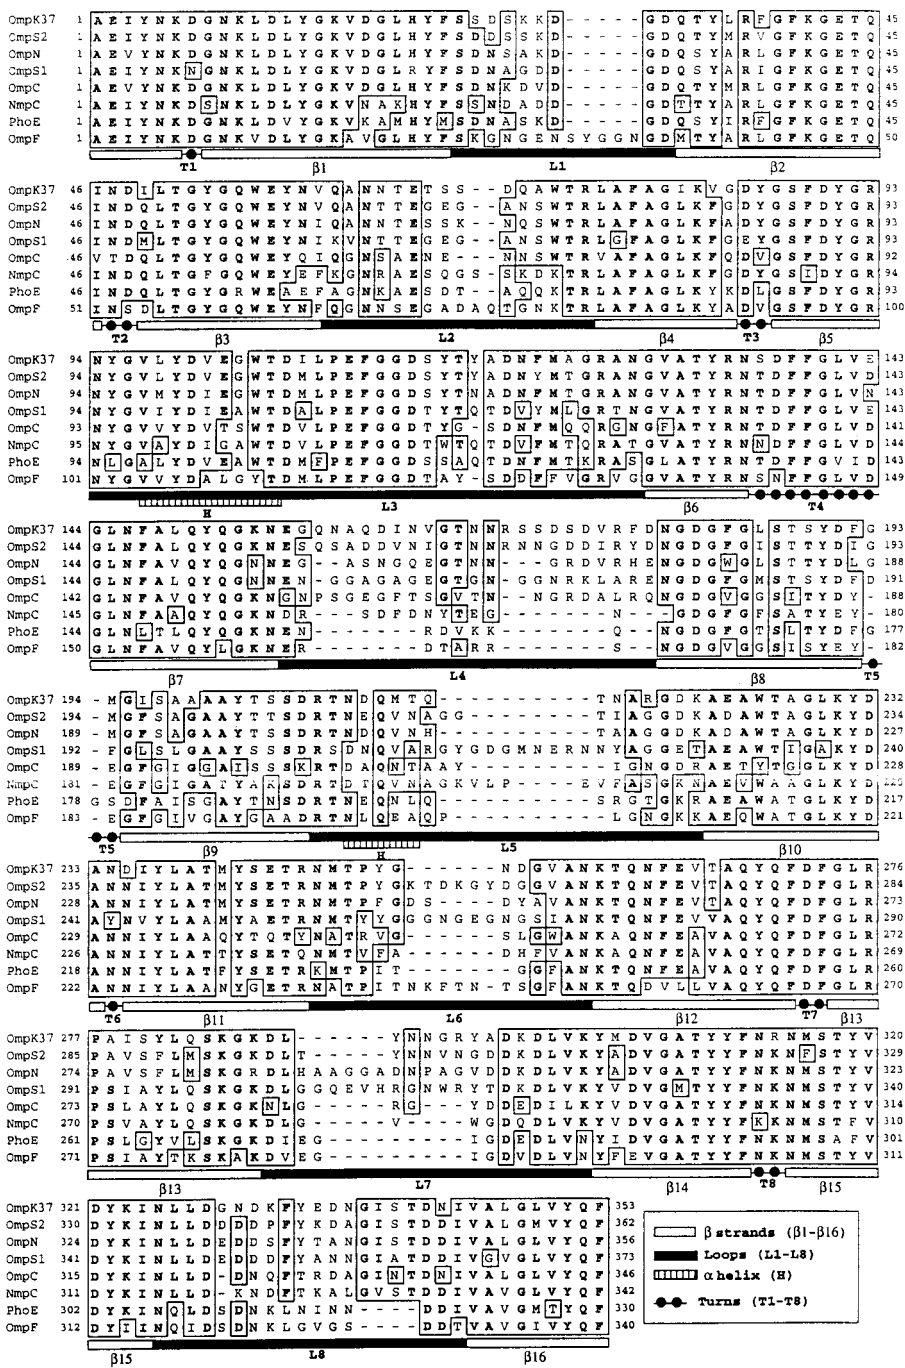 OmpK37 1 AEIYNKDGNKLDLYGKVDGLHYFSSDSKKD-----GDQTYLRFGFKGETQ 45
OmpS2 1 AEIYNKDGNKLDLYGKVDGLHYFSDDSSKD-----GDQTYMRVGFKGETQ 45
OmpN 1 AEVYNKDGNKLDLYGKVDGLHYFSDNSAKD-----GDQSYARLGFKGETQ 45
OmpS1 1 AEIYNKNGNKLDLYGKVDGLRYFSDNAGDD-----GDQSYARIGFKGETQ 45
OmpC 1 AEVYNKDGNKLDLYGKVDGLHYFSDNKDVD-----GDQTYMRLGFKGETQ 45
NmpC 1 AEIYNKDSNKLDLYGKVNAKHYFSSNDADD-----GDTTYARLGFKGETQ 45
PhoE 1 AEIYNKDGNKLDVYGKVKAMHYMSDNASKD-----GDQSYIRFGFKGETQ 45
OmpF 1 AEIYNKDGNKVDLYGKAVGLHYFSKGNGENSYGGNGDMTYARLGFKGETQ 50
T1 β1 L1 β2
OmpK37 46 INDILTGYGQWEYNVQANNTETSS--DQAWTRLAFAGIKVGDYGSFDYGR 93
OmpS2 46 INDQLTGYGQWEYNVQANTTEGEG--ANSWTRLAFAGLKFGDYGSFDYGR 93
OmpN 46 INDQLTGYGQWEYNIQANNTESSK--NQSWTRLAFAGLKFADYGSFDYGR 93
OmpS1 46 INDMLTGYGQWEYNIKVNTTEGEG--ANSWTRLGFAGLKFGEYGSFDYGR 93
OmpC 46 VTDQLTGYGQWEYQIQGNSAENE--NNSWTRVAFAGLKFQDVGSFDYGR 92
NmpC 46 INDQLTGFGQWEYEFKGNRAESQGS-SKDKTRLAFAGLKFGDYGSIDYGR 94
PhoE 46 INDQLTGYGRWEAEFAGNKAESDT--AQQKTRLAFAGLKYKDLGSFDYGR 93
OmpF 51 INSDLTGYGQWEYNFQGNNSEGADAQTGNKTRLAFAGLKYADVGSFDYGR 100
T2 β3 L2 β4 T3 β5
OmpK37 94 NYGVLYDVEGWTDILPEFGGDSYTYADNFMAGRANGVATYRNSDFFGLVE 143
OmpS2 94 NYGVLYDVEGWTDMLPEFGGDSYTYADNYMTGRANGVATYRNTDFFGLVD 143
OmpN 94 NYGVMYDIEGWTDMLPEFGGDSYTNADNFMTGRANGVATYRNTDFFGLVN 143
OmpS1 94 NYGVIYDIEAWTDALPEFGGDTYTQTDVYMLGRTNGVATYRNTDFFGLVE 143
OmpC 93 NYGVVYDVTSWTDVLPEFGGDTYG-SDNFMQQRGNGFATYRNTDFFGLVD 141
NmpC 95 NYGVAYDIGAWTDVLPEFGGDTWTQTDVFMTQRATGVATYRNNDFFGLVD 144
PhoE 94 NLGALYDVEAWTDMFPEFGGDSSAQTDNFMTKRASGLATYRNTDFFGVID 143
OmpF 101 NYGVVYDALGYTDMLPEFGGDTAY-SDDFFVGRVGGVATYRNSNFFGLVD 149
H L3 T4
OmpK37 144 GLNFALQYQGKNEGQNAQDINVGTNNRSSDSDVRFDNGDGFGLSTSYDFG 193
OmpS2 144 GLNFALQYQGKNESQSADDVNIGTNNRNNGDDIRYDNGDGFGISTTYDIG 193
OmpN 144 GLNFAVQYQGNNEG-ASNGQEGTNN---GRDVRHENGDGWGLSTTYDLG 188
OmpS1 144 GLNFALQYQGNNEN-GGAGAGEGTGN-GGNRKLARENGDGFGMSTSYDFD 191
OmpC 142 GLNFAVQYQGKNGNPSGEGFTSGVTN---NGRDALRQNGDGVGGSITYDY- 188
NmpC 145 GLNFAAQYQGKNDR---SDFDNYTEG--------N-GDGFGFSATYEY- 180
PhoE 144 GLNLTLQYQGKNEN--------RDVKK-------Q--NGDGFGTSLTYDFG 177
OmpF 150 GLNFAVQYLGKNER--------DTARR-------S--NGDGVGGSISYEY- 182
β6 β7 L4 T5
OmpK37 194 -MGISAAAAYTSSDRTNDQMTQ---------TNARGDKAEAWTAGLKYD 232
OmpS2 194 -MGFSAGAAYTTSDRTNEQVNAGG-------TIAGGDKADAWTAGLKYD 234
OmpN 189 -MGFSAGAAYTTSDRTNDQVNH---------TAAGGDKADAWTAGLKYD 227
OmpS1 192 -FGLSLGAAYSSSDRSDNQVARGYGDGMNERNNYAGGETAEAWTIGAKYD 240
OmpC 189 -EGFGIGGAISSSKRTDAQNTAAY-------IGNGDRAETYTGGLKYD 228
NmpC 181 -EGFGIGATYAKSDRTDTQVNAGKVLP---EVFASGKNAEVWAAGLKYD 225
PhoE 178 GSDFAISGAYTNSDRTNEQNLQ---------SRGTGKRAEAWATGLKYD 217
OmpF 183 -EGFGIVGAYGAADRTNLQEAQP--------LGNGKKAEQWATGLKYD 221
T5 β8 β9 H L5 β10
OmpK37 233 ANDIYLATMYSETRNMTPYG------NDGVANKTQNFEVTAQYQFDFGLR 276
OmpS2 235 ANNIYLATMYSETRNMTPYGKTDKGYDGGVANKTQNFEVTAQYQFDFGLR 284
OmpN 228 ANNIYLATMYSETRNMTPFGDS----DYAVANKTQNFEVTAQYQFDFGLR 273
OmpS1 241 AYNVYLAAMYAETRNMTYYGGGNGEGNGSIANKTQNFEVVAQYQFDFGLR 290
OmpC 229 ANNIYLAAQYTQTYNATRVG------SLGWANKAQNFEAVAQYQFDFGLR 272
NmpC 226 ANNIYLATTYSETQNMTVFA------DHFVANKAQNFEAVAQYQFDFGLR 269
PhoE 218 ANNIYLATFYSETRKMTPIT-------GGFANKTQNFEAVAQYQFDFGLR 260
OmpF 222 ANNIYLAANYGETRNATPITNKFTN-TSGFANKTQDVLLVAQYQFDFGLR 270
T6 β11 L6 β12 T7 β13
OmpK37 277 PAISYLQSKGKDLT-----YNNGRYADKDLVKYMDVGATYYFNRNMSTYV 320
OmpS2 285 PAVSFLMSKGKDLT-----YNNVNGDDKDLVKYADVGATYYFNKNFSTYV 329
OmpN 274 PAVSFLMSKGRDLHAAGGADNPAGVDDKDLVKYADVGATYYFNKNMSTYV 323
OmpS1 291 PSIAYLQSKGKDLGGQEVHRGNWRYTDKDLVKYVDVGMTYYFNKNMSTYV 340
OmpC 273 PSLAYLQSKGKNLG------RG--YDDEDILKYVDVGATYYFNKNMSTYV 314
NmpC 270 PSVAYLQSKGKDLG-----V---WGDQDLVKYVDVGATYYFKKNMSTFV 310
PhoE 261 PSLGYVLSKGKDIEG---------IGDEDLVNYIDVGATYYFNKNMSAFV 301
OmpF 271 PSIAYTKSKAKDVEG---------IGDVDLVNYFEVGATYYFNKNMSTYV 311
β13 L7 β14 T8 β15
OmpK37 321 DYKINLLDGNDKFYEDNGISTDNIVALGLVYQF 353
OmpS2 330 DYKINLLDDDDPFYKDAGISTDDIVALGMVYQF 362
OmpN 324 DYKINLLDEDDSFYTANGISTDDIVALGLVYQF 356
OmpS1 341 DYKINLLDEDDDFYANNGIATDDIVGVGLVYQF 373
OmpC 315 DYKINLLD-DNQFTRDAGINTDNIVALGLVYQF 346
NmpC 311 DYKINLLD-KNDFTKALGVSTDDIVAVGLVYQF 342
PhoE 302 DYKINQLDSDNKLNINN----DDIVAVGMTYQF 330
OmpF 312 DYIINQIDSDNKLGVGS----DDTVAVGIVYQF 340
β15 L8 β16
β strands (β1-β16)
Loops (L1-L8)
α helix (H)
Turns (T1-T8)